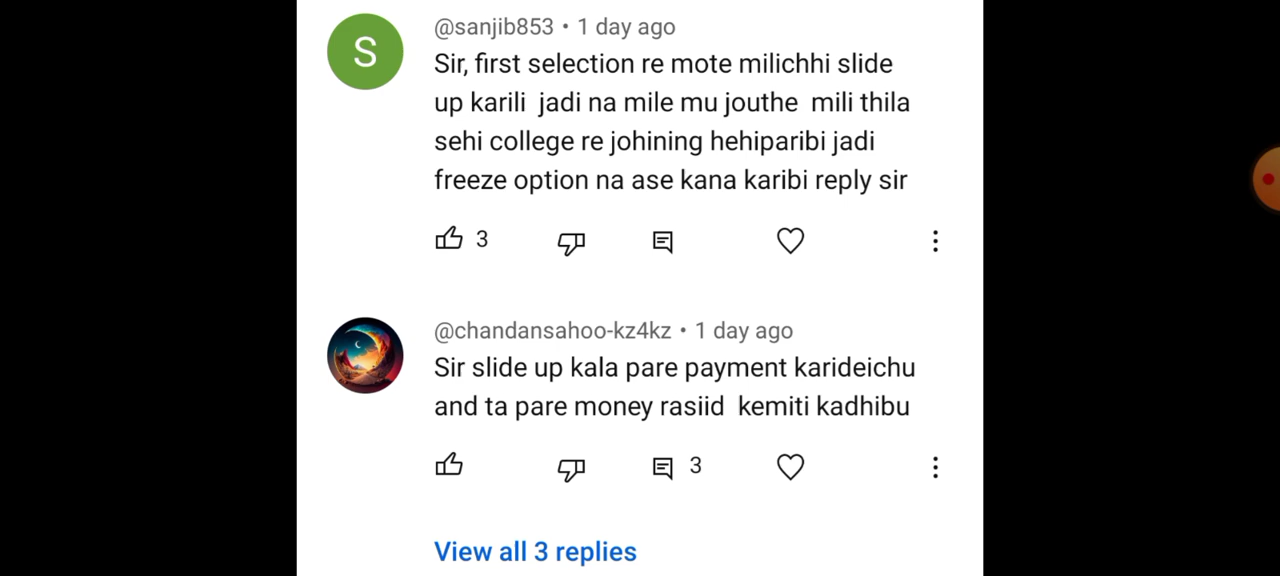 S
@sanjib853 • 1 day ago
Sir, first selection re mote milichhi slide
up karili jadi na mile mu jouthe mili thila
sehi college re johining hehiparibi jadi
freeze option na ase kana karibi reply sir
3
@chandansahoo-kz4kz • 1 day ago
Sir slide up kala pare payment karideichu
and ta pare money rasiid kemiti kadhibu
3
View all 3 replies